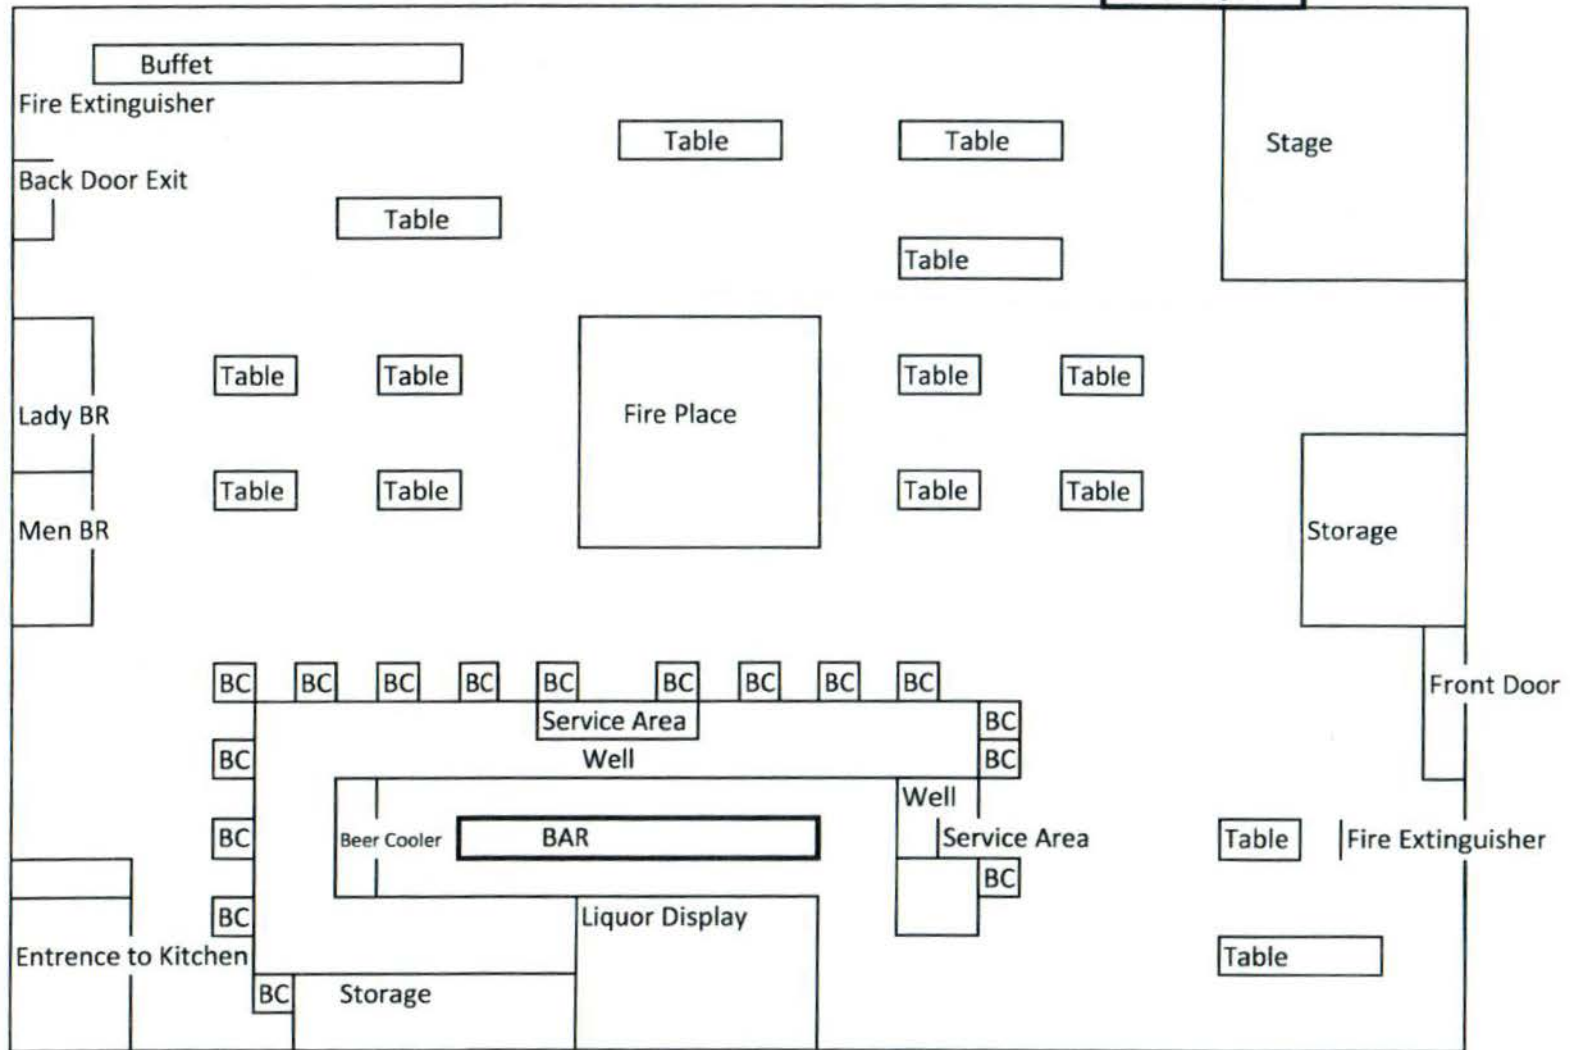 Buffet
Fire Extinguisher
Table
Table
Stage
Back Door Exit
Table
Table
Table
Table
Table
Table
Lady BR
Fire Place
Table
Table
Table
Table
Men BR
Storage
BC
BC
BC
BC
BC
BC
BC
BC
BC
Front Door
Service Area
BC
BC
Well
BC
Well
BC
Beer Cooler
BAR
Service Area
Table
Fire Extinguisher
BC
BC
Liquor Display
Entrence to Kitchen
Table
BC
Storage